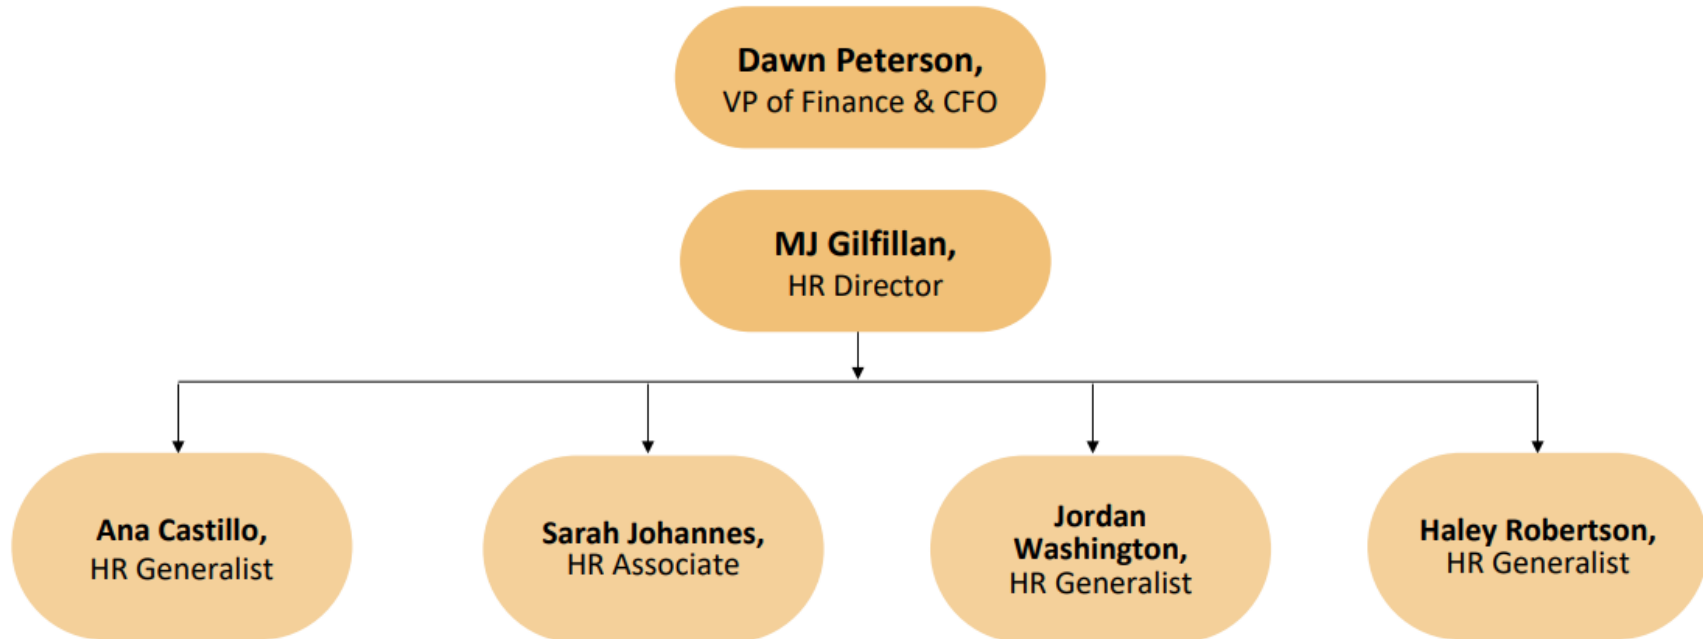 Dawn Peterson,
VP of Finance & CFO
MJ Gilfillan,
HR Director
Ana Castillo,
HR Generalist
Sarah Johannes,
HR Associate
Jordan
Washington,
HR Generalist
Haley Robertson,
HR Generalist